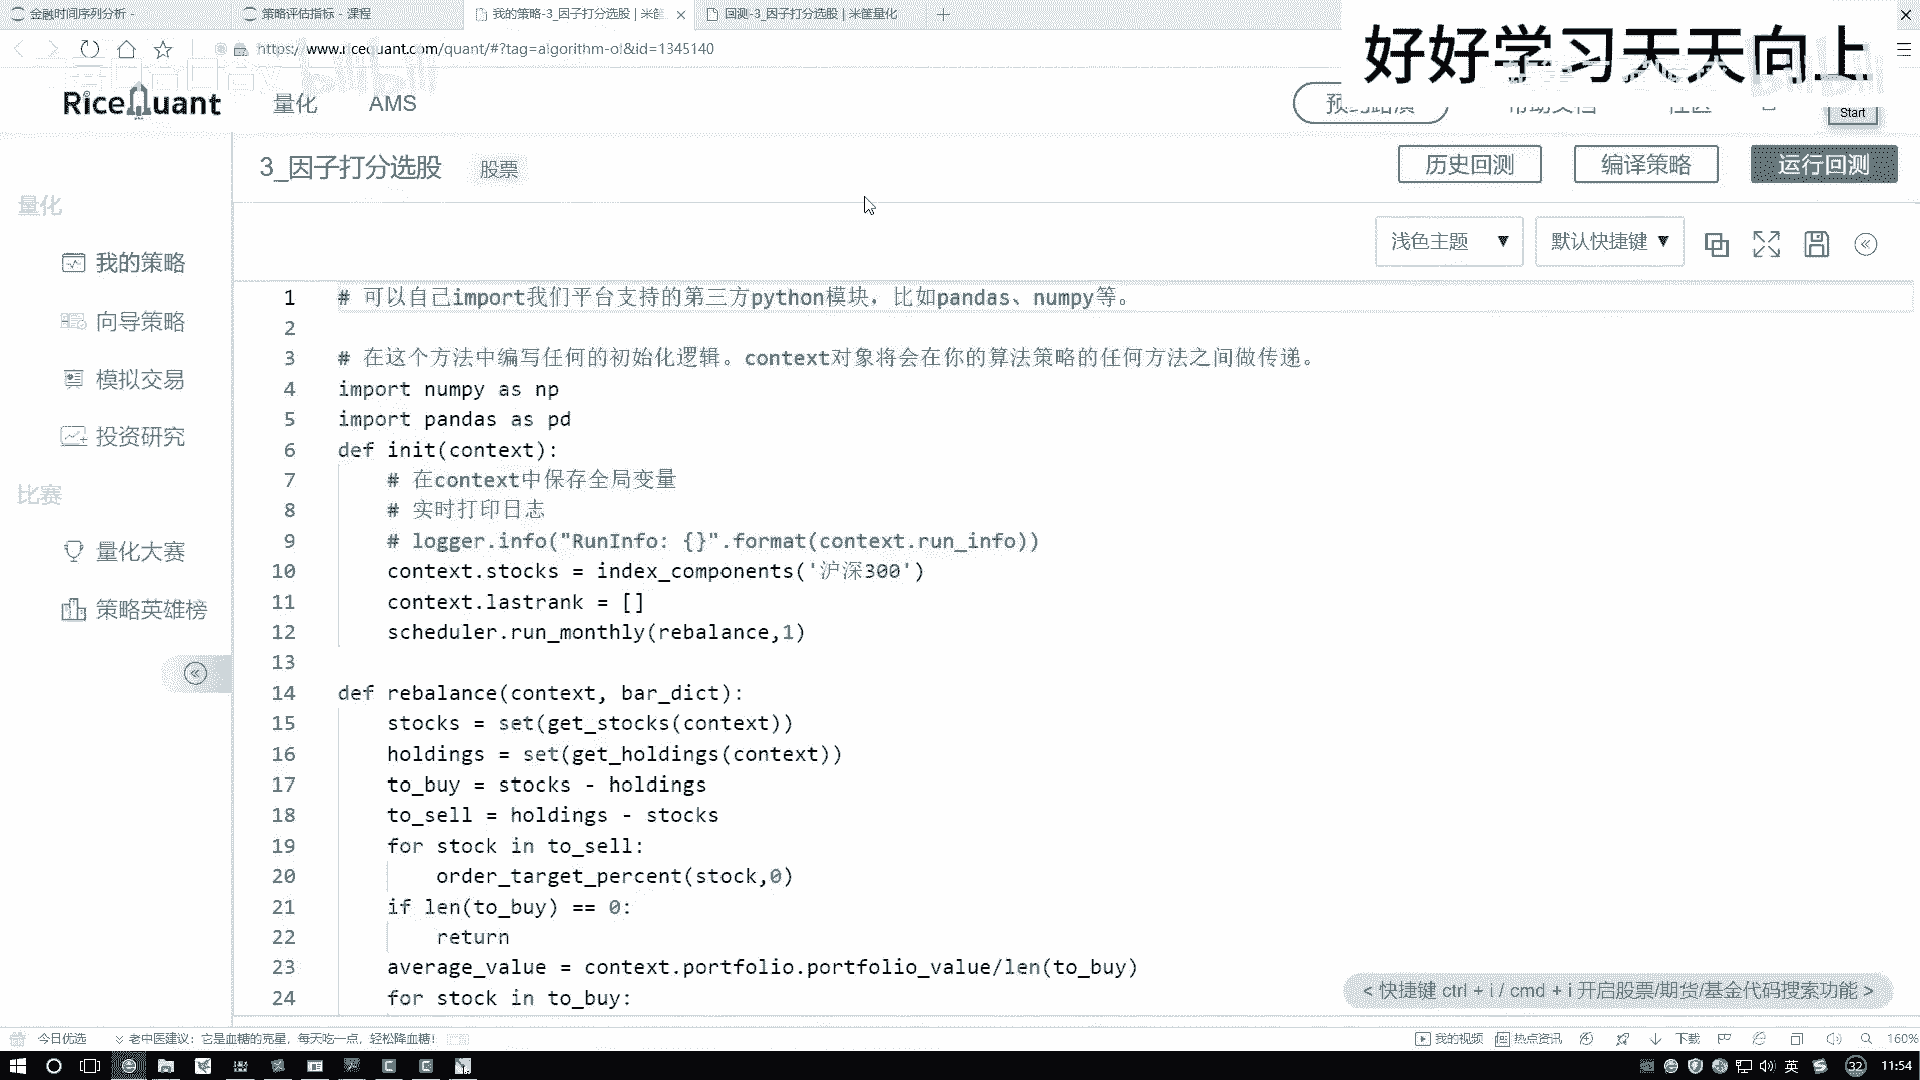 金融时间序列分析 -
策略评估指标 - 课程
我的策略-3_因子打分选股 | 米筐
回测-3_因子打分选股 | 米筐量化
https://www.ricequant.com/quant/#?tag=algorithm-ol&id=1345140
好好学习天天向上
RiceQuant
量化
AMS
Start
3_因子打分选股
股票
历史回测
编译策略
运行回测
量化
我的策略
向导策略
模拟交易
投资研究
比赛
量化大赛
策略英雄榜
浅色主题
默认快捷键
1 # 可以自己import我们平台支持的第三方python模块，比如pandas、numpy等。
2
3 # 在这个方法中编写任何的初始化逻辑。context对象将会在你的算法策略的任何方法之间做传递。
4 import numpy as np
5 import pandas as pd
6 def init(context):
7 # 在context中保存全局变量
8 # 实时打印日志
9 # logger.info("RunInfo: {}".format(context.run_info))
10 context.stocks = index_components('沪深300')
11 context.lastrank = []
12 scheduler.run_monthly(rebalance,1)
13
14 def rebalance(context, bar_dict):
15 stocks = set(get_stocks(context))
16 holdings = set(get_holdings(context))
17 to_buy = stocks - holdings
18 to_sell = holdings - stocks
19 for stock in to_sell:
20 order_target_percent(stock,0)
21 if len(to_buy) == 0:
22 return
23 average_value = context.portfolio.portfolio_value/len(to_buy)
24 for stock in to_buy:
< 快捷键 ctrl + i / cmd + i 开启股票/期货/基金代码搜索功能 >
今日优选
老中医建议：它是血糖的克星，每天吃一点，轻松降血糖!
我的视频
热点资讯
下载
160%
英
32
11:54